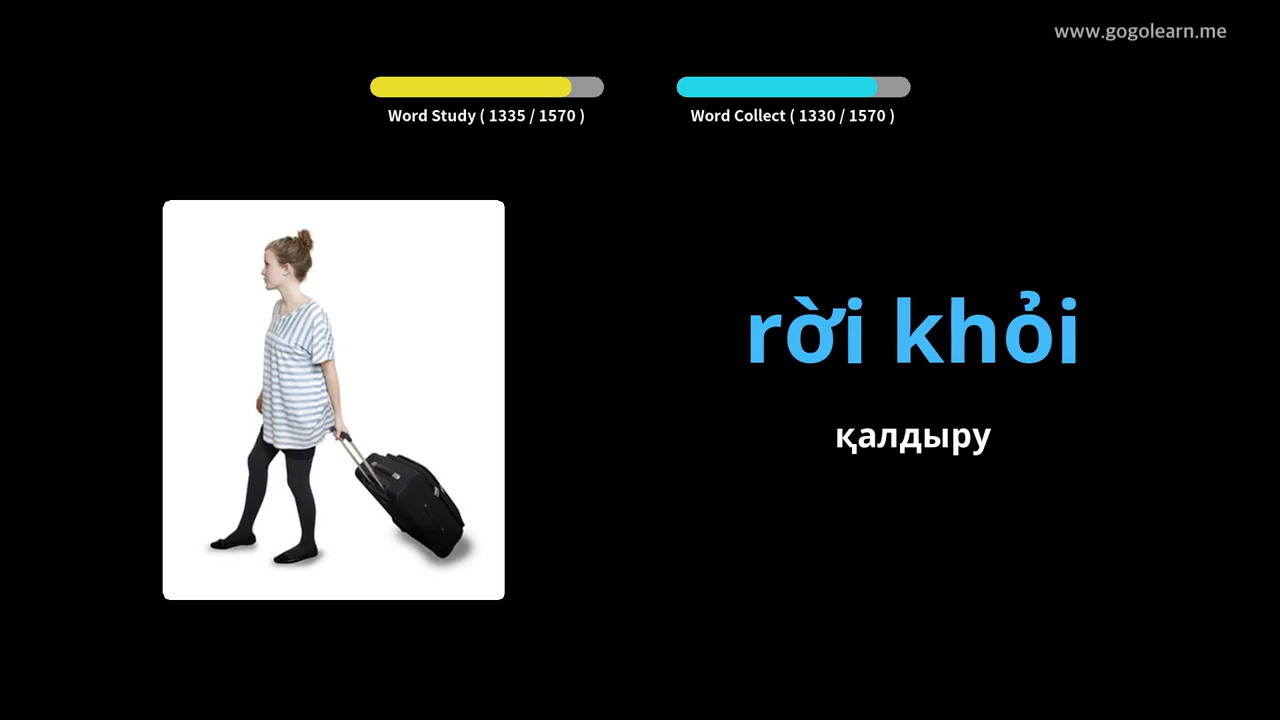 www.gogolearn.me
Word Study ( 1335 / 1570 )
Word Collect ( 1330 / 1570 )
rời khỏi
қалдыру